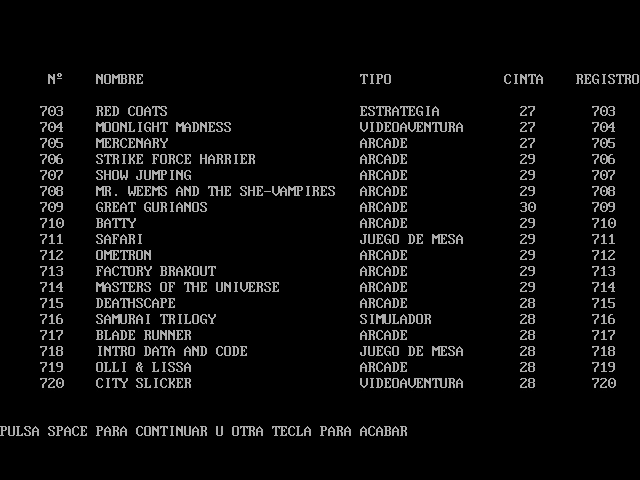 Nº NOMBRE TIPO CINTA REGISTRO
703 RED COATS ESTRATEGIA 27 703
704 MOONLIGHT MADNESS VIDEOAVENTURA 27 704
705 MERCENARY ARCADE 27 705
706 STRIKE FORCE HARRIER ARCADE 29 706
707 SHOW JUMPING ARCADE 29 707
708 MR. WEEMS AND THE SHE-VAMPIRES ARCADE 29 708
709 GREAT GURIANOS ARCADE 30 709
710 BATTY ARCADE 29 710
711 SAFARI JUEGO DE MESA 29 711
712 OMETRON ARCADE 29 712
713 FACTORY BRAKOUT ARCADE 29 713
714 MASTERS OF THE UNIVERSE ARCADE 29 714
715 DEATHSCAPE ARCADE 28 715
716 SAMURAI TRILOGY SIMULADOR 28 716
717 BLADE RUNNER ARCADE 28 717
718 INTRO DATA AND CODE JUEGO DE MESA 28 718
719 OLLI & LISSA ARCADE 28 719
720 CITY SLICKER VIDEOAVENTURA 28 720
PULSA SPACE PARA CONTINUAR U OTRA TECLA PARA ACABAR